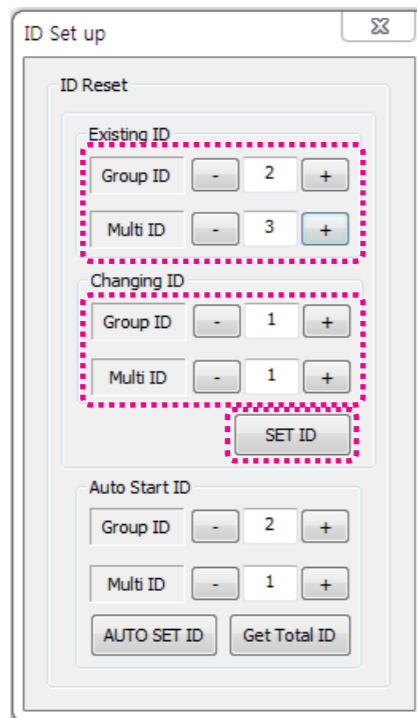 ID Set up
ID Reset
Existing ID
Group ID - 2 +
Multi ID - 3 +
Changing ID
Group ID - 1 +
Multi ID - 1 +
SET ID
Auto Start ID
Group ID - 2 +
Multi ID - 1 +
AUTO SET ID Get Total ID